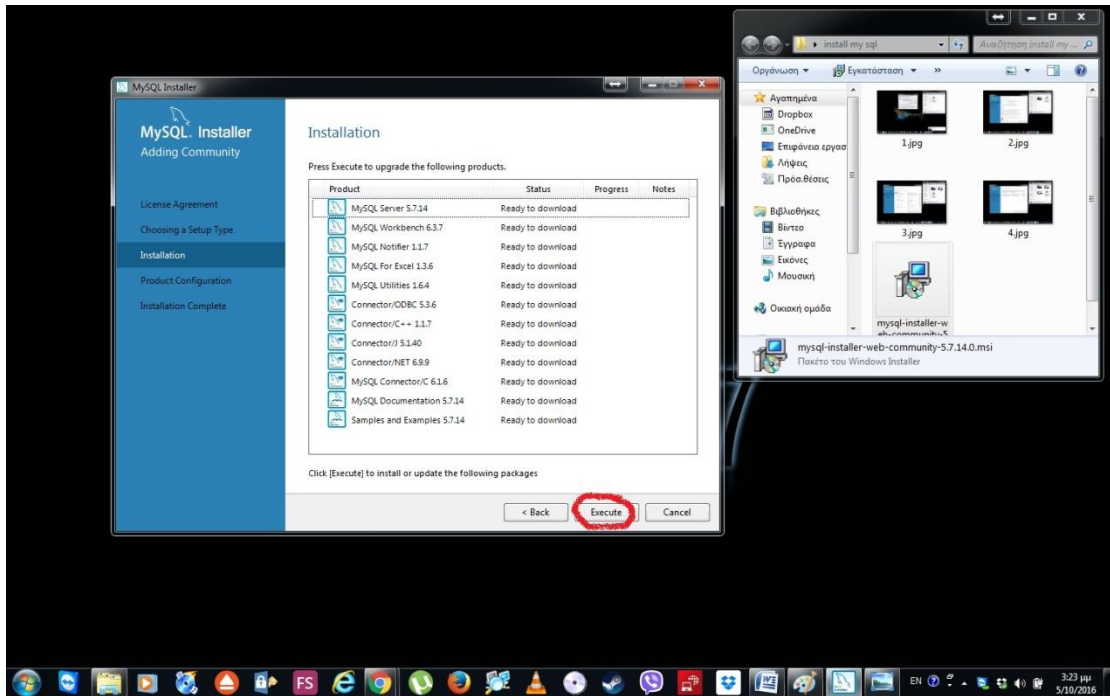 MySQL Installer
MySQL. Installer
Adding Community
License Agreement
Choosing a Setup Type
Installation
Product Configuration
Installation Complete
Installation
Press Execute to upgrade the following products.
Product Status Progress Notes
MySQL Server 5.7.14 Ready to download
MySQL Workbench 6.3.7 Ready to download
MySQL Notifier 1.1.7 Ready to download
MySQL For Excel 1.3.6 Ready to download
MySQL Utilities 1.6.4 Ready to download
Connector/ODBC 5.3.6 Ready to download
Connector/C++ 1.1.7 Ready to download
Connector/J 5.1.40 Ready to download
Connector/NET 6.9.9 Ready to download
MySQL Connector/C 6.1.6 Ready to download
MySQL Documentation 5.7.14 Ready to download
Samples and Examples 5.7.14 Ready to download
Click [Execute] to install or update the following packages
< Back Execute Cancel
install my sql
Αναζήτηση install my ...
Οργάνωση Εγκατάσταση »
Αγαπημένα
Dropbox
OneDrive
Επιφάνεια εργασ
Λήψεις
Πρόσ.θέσεις
Βιβλιοθήκες
Βίντεο
Έγγραφα
Εικόνες
Μουσική
Οικιακή ομάδα
1.jpg 2.jpg
3.jpg 4.jpg
mysql-installer-w
eb-community-5
mysql-installer-web-community-5.7.14.0.msi
Πακέτο του Windows Installer
FS
EN
3:23 μμ
5/10/2016